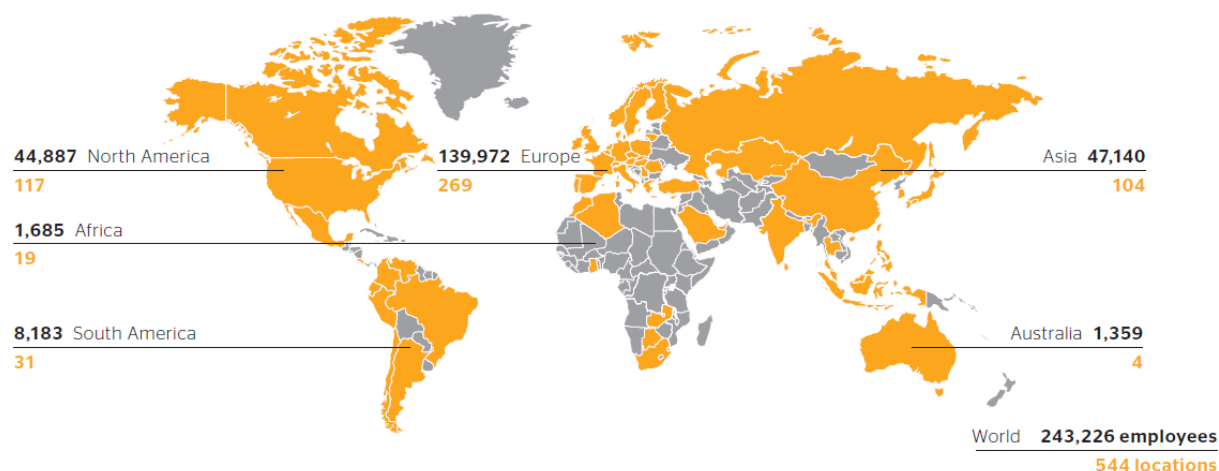 44,887 North America
117
139,972 Europe
269
Asia 47,140
104
1,685 Africa
19
8,183 South America
31
Australia 1,359
4
World 243,226 employees
544 locations